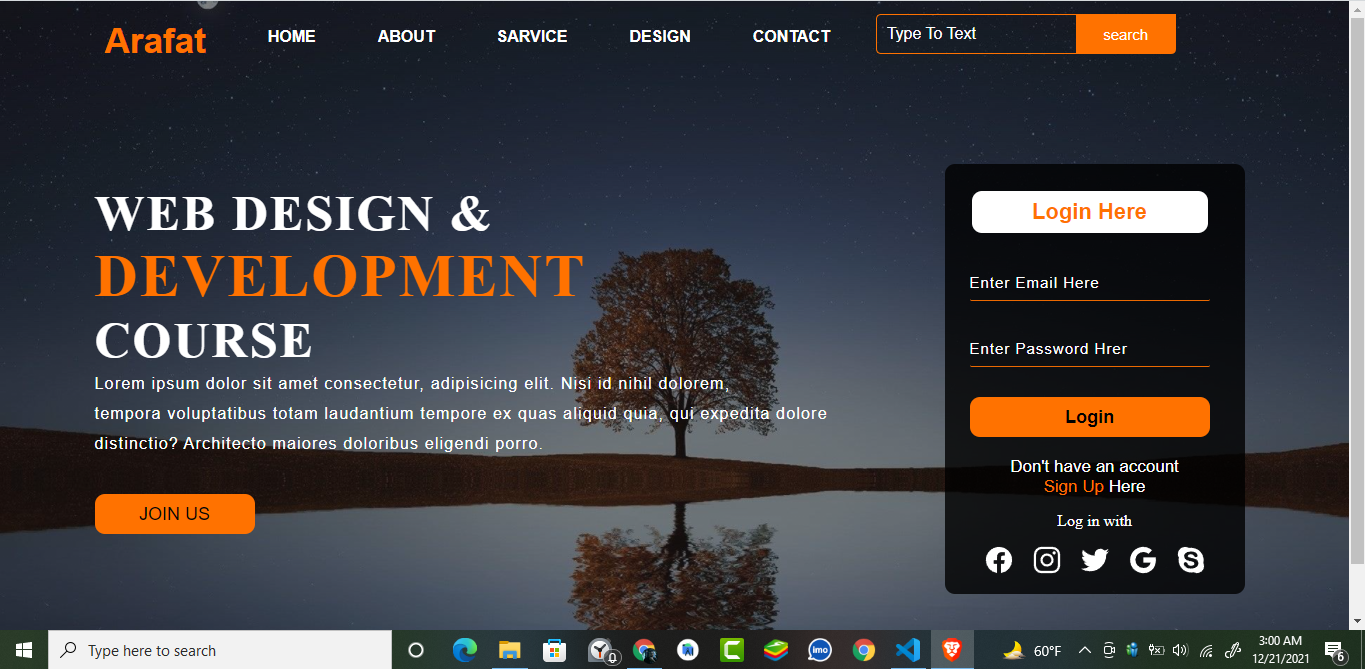 Arafat
HOME
ABOUT
SARVICE
DESIGN
CONTACT
Type To Text
search
WEB DESIGN &
DEVELOPMENT
COURSE
Lorem ipsum dolor sit amet consectetur, adipisicing elit. Nisi id nihil dolorem,
tempora voluptatibus totam laudantium tempore ex quas aliquid quia, qui expedita dolore
distinctio? Architecto maiores doloribus eligendi porro.
JOIN US
Login Here
Enter Email Here
Enter Password Hrer
Login
Don't have an account
Sign Up Here
Log in with
Type here to search
imo
60°F
3:00 AM
12/21/2021
6